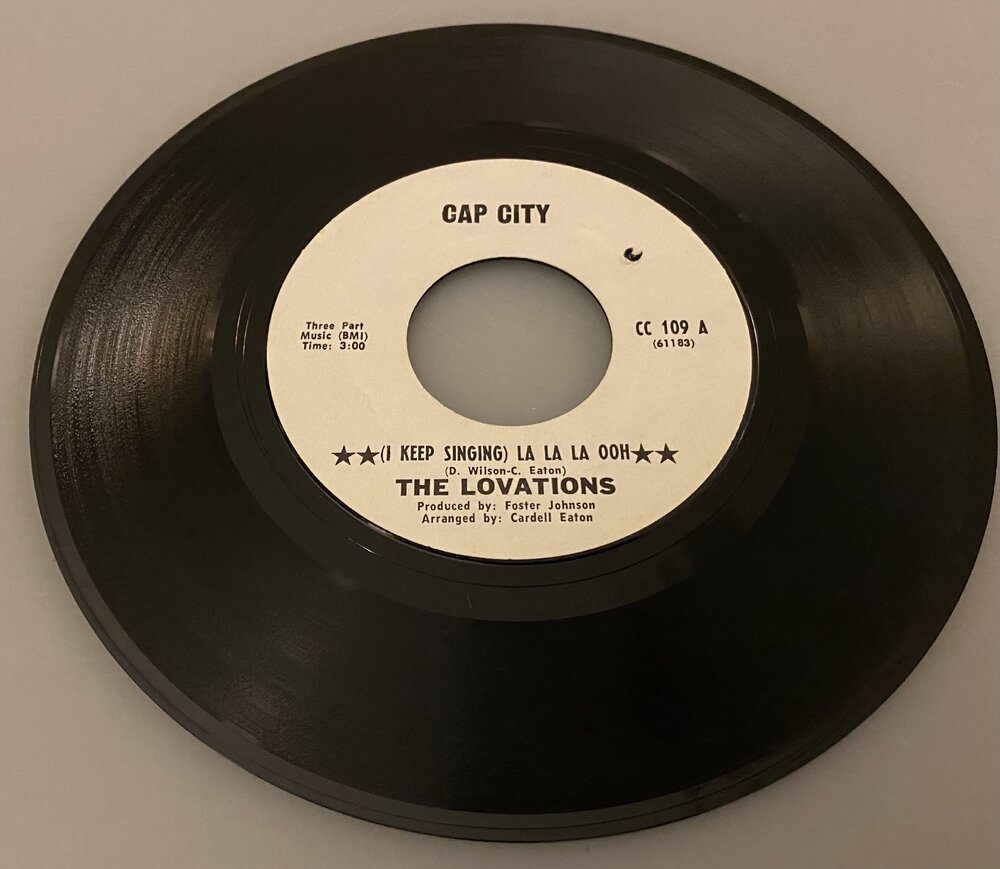 CAP CITY
Three Part
Music (BMI)
Time: 3:00
CC 109 A
(61183)
★★(I KEEP SINGING) LA LA LA OOH★★
(D. Wilson-C. Eaton)
THE LOVATIONS
Produced by: Foster Johnson
Arranged by: Cardell Eaton